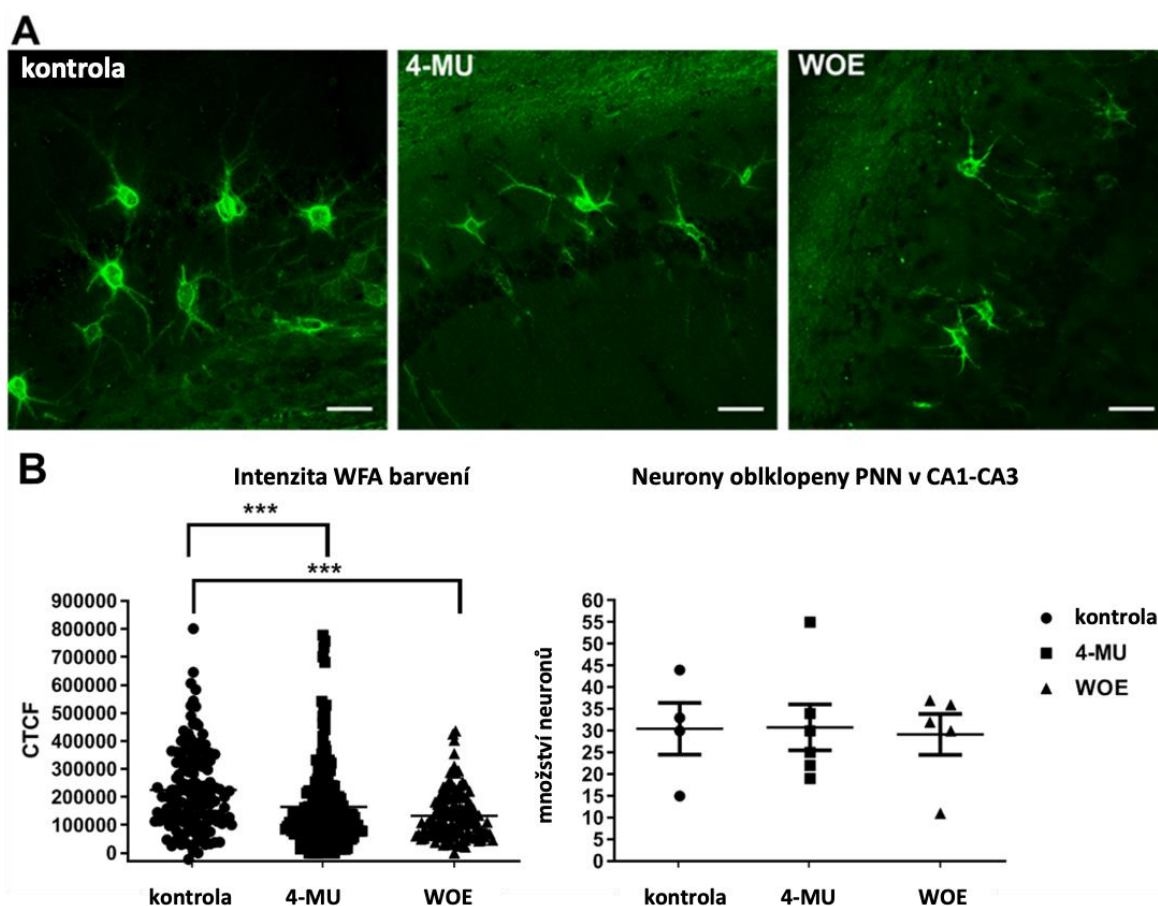 A
kontrola
4-MU
WOE
B
Intenzita WFA barvení
Neurony oblklopeny PNN v CA1-CA3
***
***
900000
800000
700000
600000
500000
400000
300000
200000
100000
0
CTCF
kontrola
4-MU
WOE
60
55
50
45
40
35
30
25
20
15
10
5
0
množství neuronů
kontrola
4-MU
WOE
kontrola
4-MU
WOE